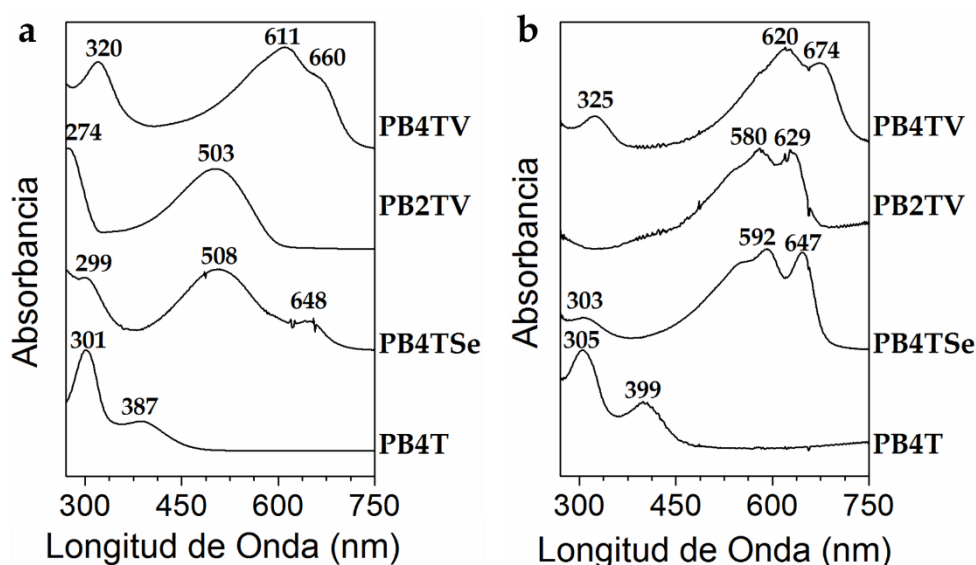 a
320
611
660
PB4TV
274
503
PB2TV
299
508
648
PB4TSe
301
387
PB4T
Absorbancia
300 450 600 750
Longitud de Onda (nm)
b
620
674
325
PB4TV
580 629
PB2TV
592
647
303
PB4TSe
305
399
PB4T
Absorbancia
300 450 600 750
Longitud de Onda (nm)